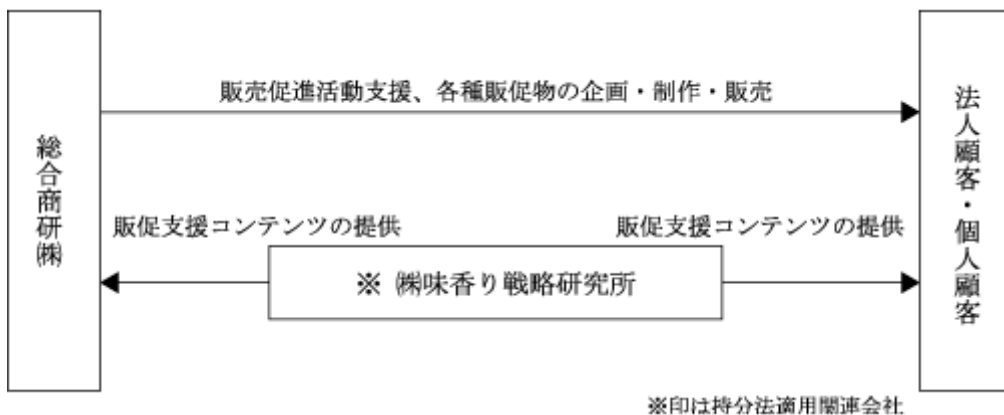 総合商研㈱
販売促進活動支援、各種販促物の企画・制作・販売
法人顧客・個人顧客
販促支援コンテンツの提供
販促支援コンテンツの提供
※ ㈱味香り戦略研究所
※印は持分法適用関連会社